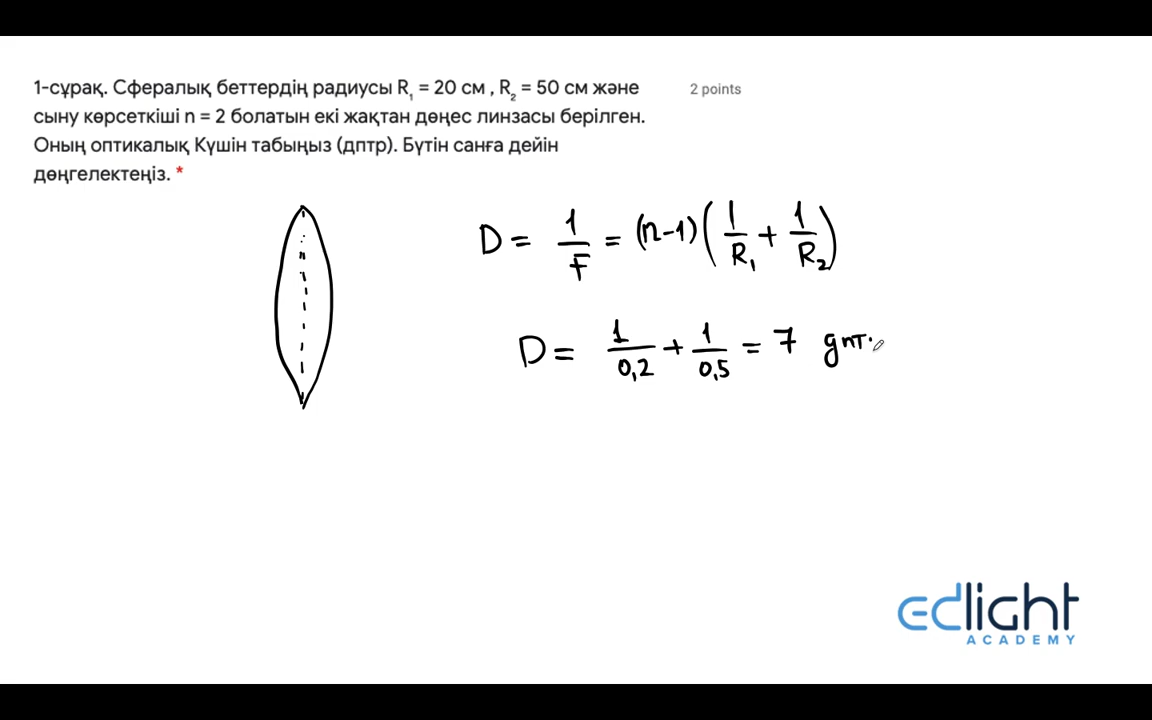 1-сұрақ. Сфералық беттердің радиусы R₁ = 20 см , R₂ = 50 см және
2 points
сыну көрсеткіші n = 2 болатын екі жақтан дөңес линзасы берілген.
Оның оптикалық Күшін табыңыз (дптр). Бүтін санға дейін
дөңгелектеңіз. *
D = 1/F = (n-1)(1/R₁ + 1/R₂)
D = 1/0,2 + 1/0,5 = 7 дпт.
edlight
ACADEMY